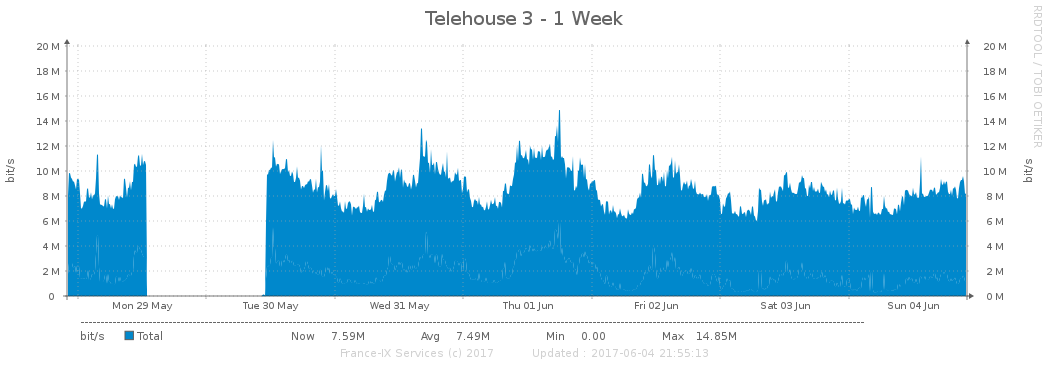 Telehouse 3 - 1 Week
RRDTOOL / TOBI OETIKER
bit/s
bit/s
20 M 20 M
18 M 18 M
16 M 16 M
14 M 14 M
12 M 12 M
10 M 10 M
8 M 8 M
6 M 6 M
4 M 4 M
2 M 2 M
0 0 M
Mon 29 May Tue 30 May Wed 31 May Thu 01 Jun Fri 02 Jun Sat 03 Jun Sun 04 Jun
bit/s Total Now 7.59M Avg 7.49M Min 0.00 Max 14.85M
France-IX Services (c) 2017 Updated : 2017-06-04 21:55:13